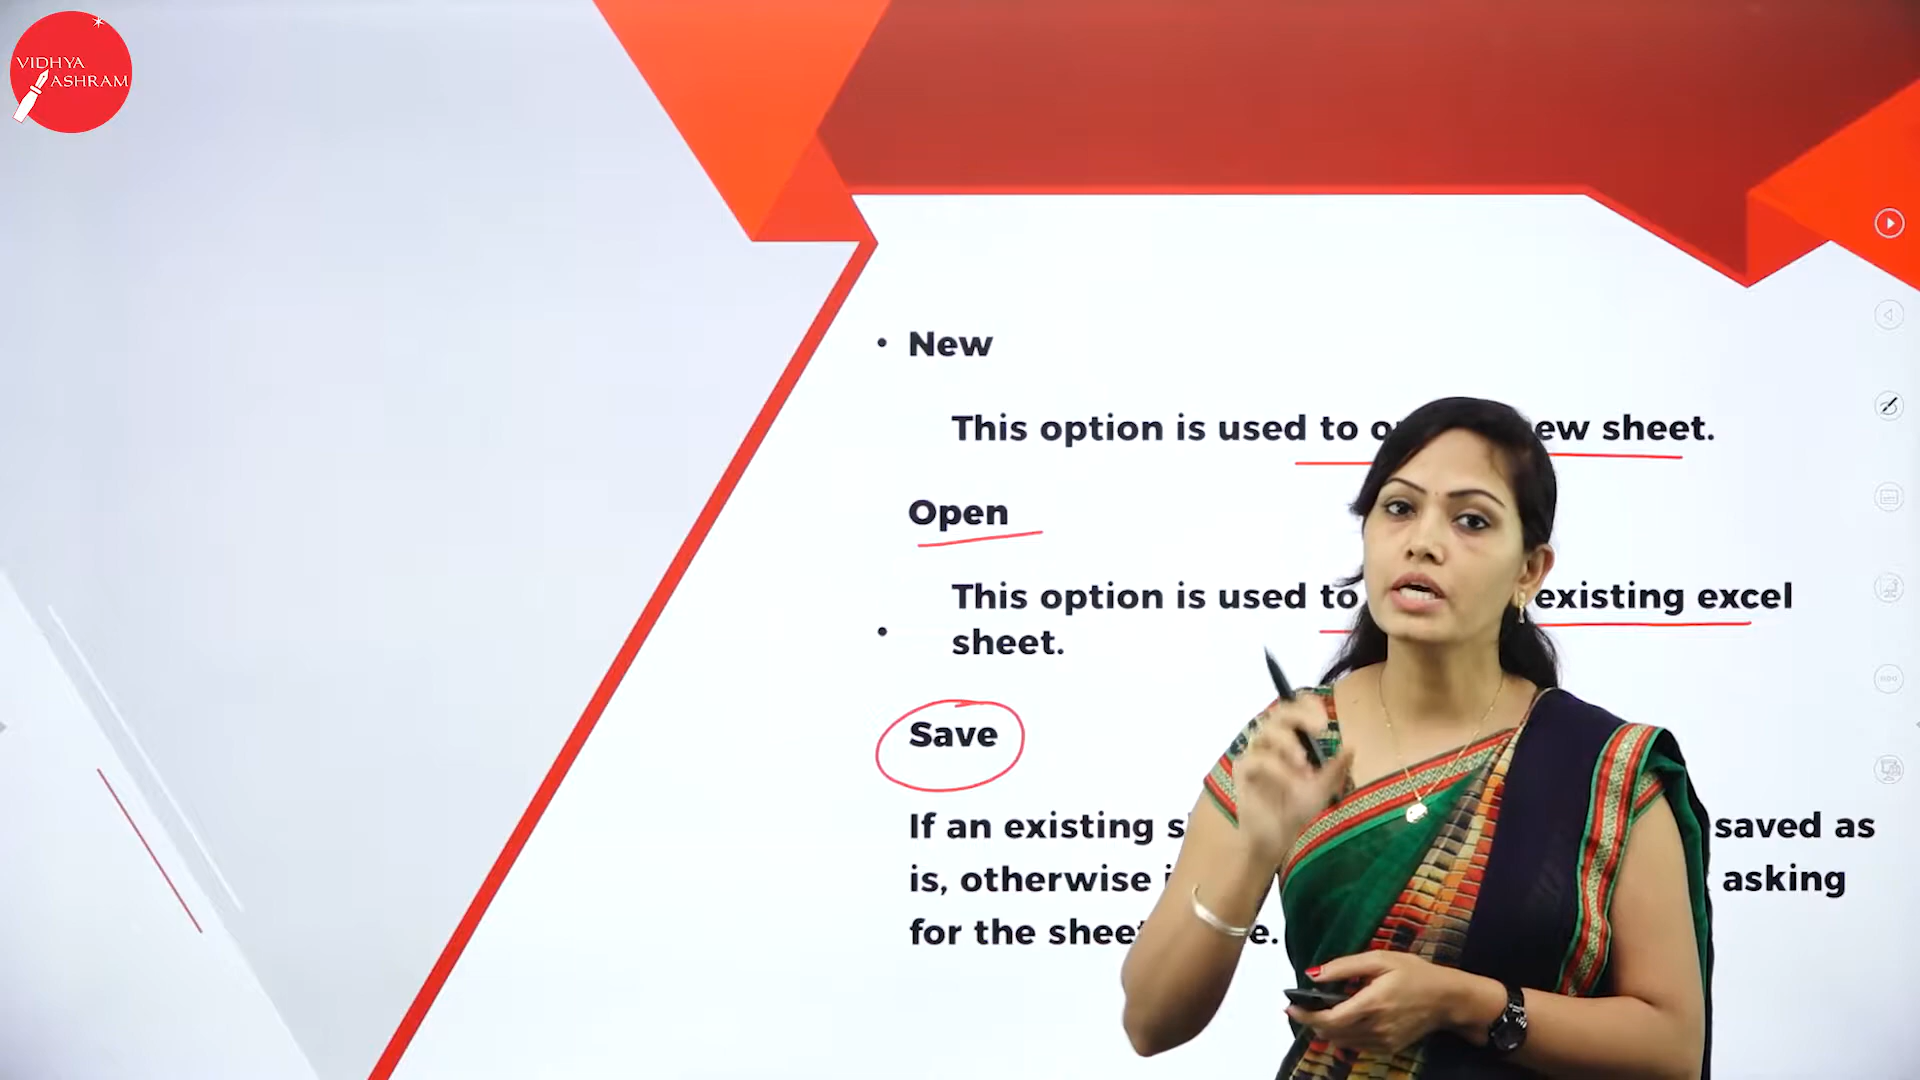 VIDHYA
ASHRAM
• New
This option is used to ew sheet.
Open
This option is used to existing excel
• sheet.
Save
If an existing saved as
is, otherwise asking
for the sheet